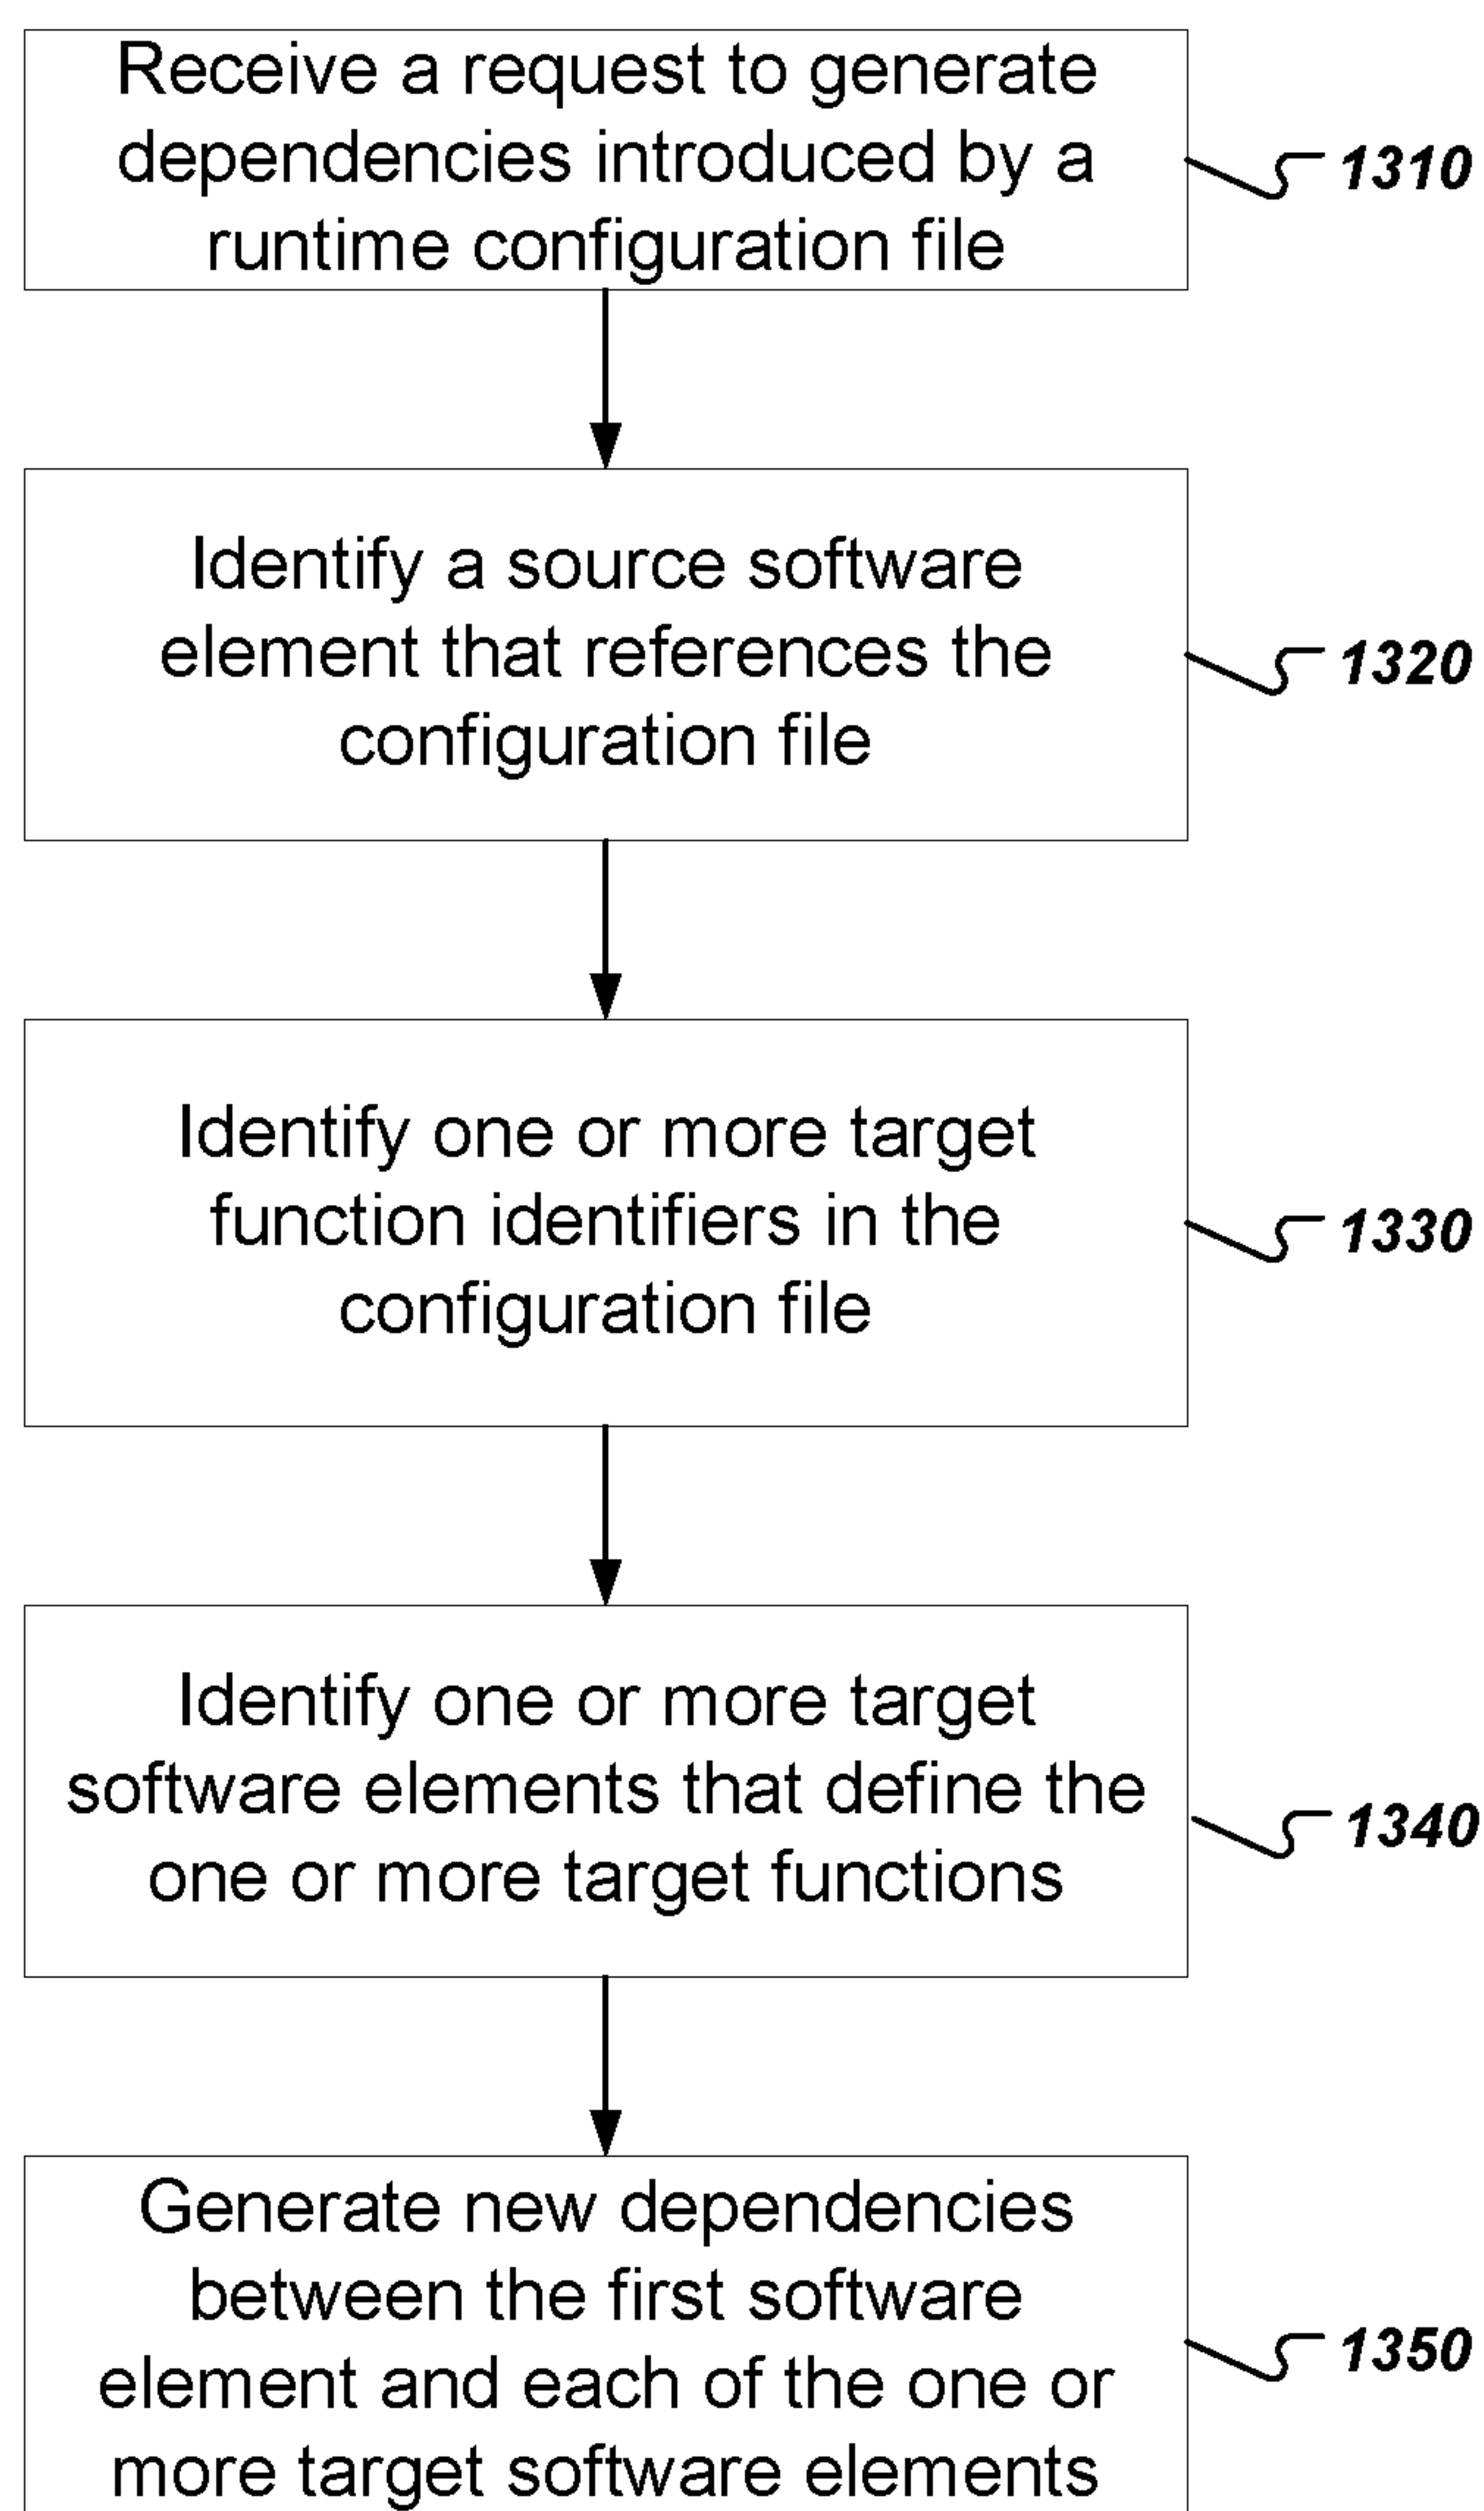 Receive a request to generate
dependencies introduced by a
runtime configuration file
1310
Identify a source software
element that references the
configuration file
1320
Identify one or more target
function identifiers in the
configuration file
1330
Identify one or more target
software elements that define the
one or more target functions
1340
Generate new dependencies
between the first software
element and each of the one or
more target software elements
1350